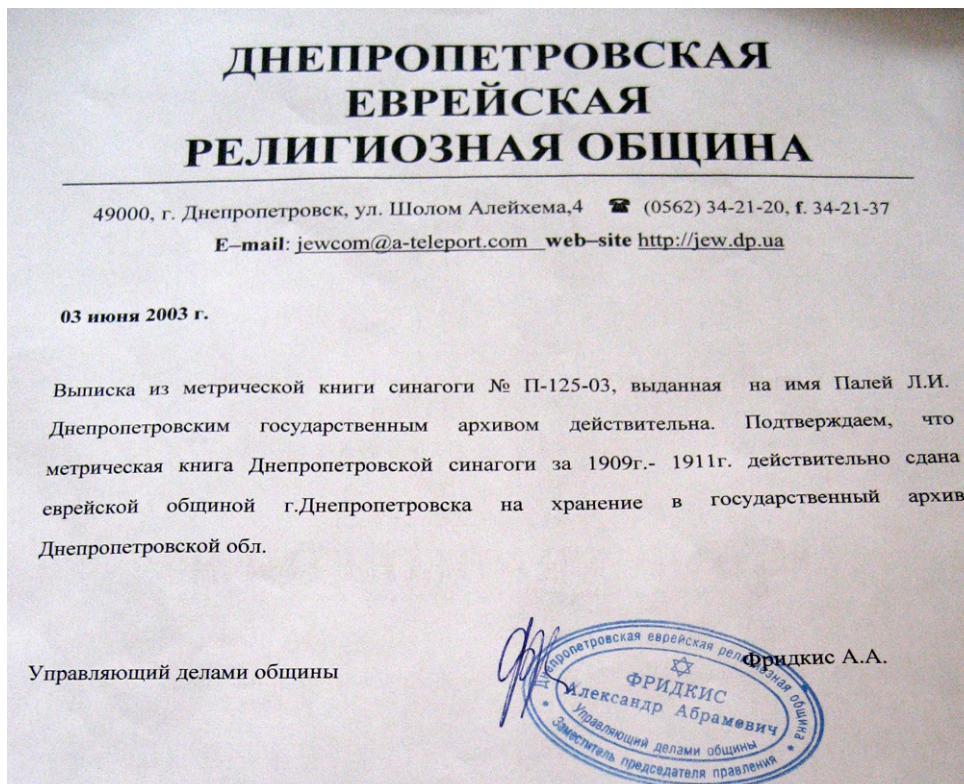 ДНЕПРОПЕТРОВСКАЯ
ЕВРЕЙСКАЯ
РЕЛИГИОЗНАЯ ОБЩИНА
49000, г. Днепропетровск, ул. Шолом Алейхема,4 ☎ (0562) 34-21-20, f. 34-21-37
E–mail: jewcom@a-teleport.com web–site http://jew.dp.ua
03 июня 2003 г.
Выписка из метрической книги синагоги № П-125-03, выданная на имя Палей Л.И.
Днепропетровским государственным архивом действительна. Подтверждаем, что
метрическая книга Днепропетровской синагоги за 1909г.- 1911г. действительно сдана
еврейской общиной г.Днепропетровска на хранение в государственный архив
Днепропетровской обл.
Управляющий делами общины
Фридкис А.А.
Днепропетровская еврейская религиозная община
ФРИДКИС
Александр Абрамович
Управляющий делами общины
Заместитель председателя правления